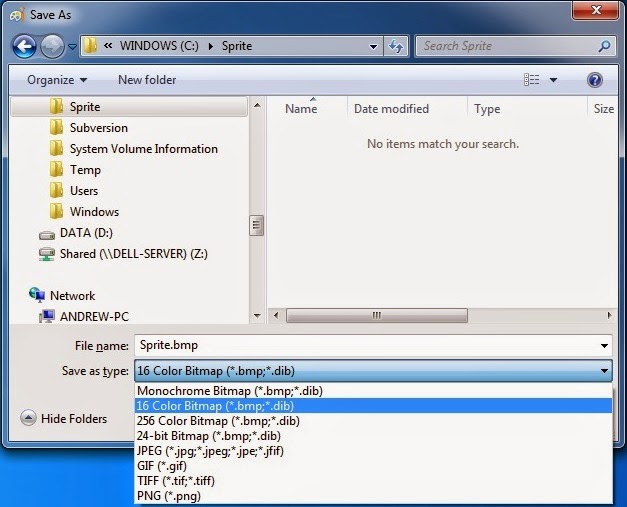 Save As
« WINDOWS (C:) Sprite
Search Sprite
Organize New folder
Name Date modified Type Size
No items match your search.
Sprite
Subversion
System Volume Information
Temp
Users
Windows
DATA (D:)
Shared (\\DELL-SERVER) (Z:)
Network
ANDREW-PC
File name: Sprite.bmp
Save as type: 16 Color Bitmap (*.bmp;*.dib)
Monochrome Bitmap (*.bmp;*.dib)
16 Color Bitmap (*.bmp;*.dib)
256 Color Bitmap (*.bmp;*.dib)
24-bit Bitmap (*.bmp;*.dib)
JPEG (*.jpg;*.jpeg;*.jpe;*.jfif)
GIF (*.gif)
TIFF (*.tif;*.tiff)
PNG (*.png)
Hide Folders